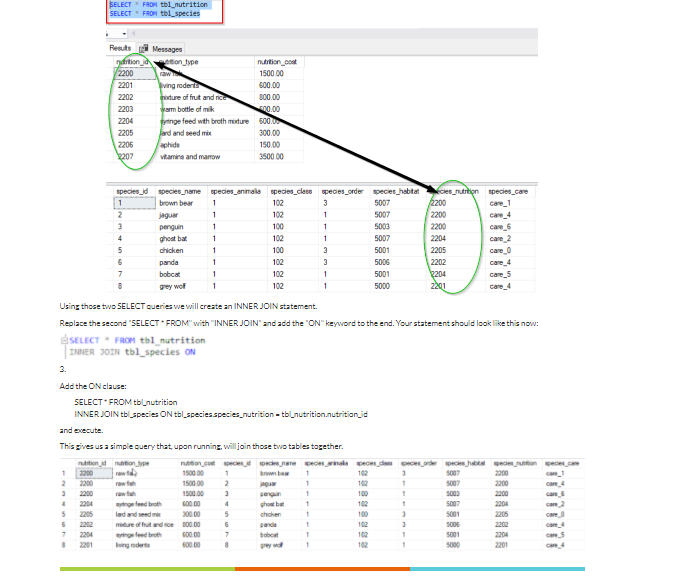 SELECT * FROM tbl_nutrition
SELECT * FROM tbl_species
Results Messages
nutrition_id nutrition_type nutrition_cost
2200 raw fish 1500.00
2201 living rodents 600.00
2202 mixture of fruit and rice 800.00
2203 warm bottle of milk 600.00
2204 syringe feed with broth mixture 600.00
2205 lard and seed mix 300.00
2206 aphids 150.00
2207 vitamins and marrow 3500.00
species_id species_name species_animalia species_class species_order species_habitat species_nutrition species_care
1 brown bear 1 102 3 5007 2200 care_1
2 jaguar 1 102 1 5007 2200 care_4
3 penguin 1 100 1 5003 2200 care_6
4 ghost bat 1 102 1 5007 2204 care_2
5 chicken 1 100 3 5001 2205 care_0
6 panda 1 102 3 5006 2202 care_4
7 bobcat 1 102 1 5001 2204 care_5
8 grey wolf 1 102 1 5000 2201 care_4
Using those two SELECT queries we will create an INNER JOIN statement.
Replace the second "SELECT * FROM" with "INNER JOIN" and add the "ON" keyword to the end. Your statement should look like this now:
SELECT * FROM tbl_nutrition
INNER JOIN tbl_species ON
3.
Add the ON clause:
SELECT * FROM tbl_nutrition
INNER JOIN tbl_species ON tbl_species.species_nutrition = tbl_nutrition.nutrition_id
and execute.
This gives us a simple query that, upon running, will join those two tables together.
nutrition_id nutrition_type nutrition_cost species_id species_name species_animalia species_class species_order species_habitat species_nutrition species_care
1 2200 raw fish 1500.00 1 brown bear 1 102 3 5007 2200 care_1
2 2200 raw fish 1500.00 2 jaguar 1 102 1 5007 2200 care_4
3 2200 raw fish 1500.00 3 penguin 1 100 1 5003 2200 care_6
4 2204 syringe feed broth 600.00 4 ghost bat 1 102 1 5007 2204 care_2
5 2205 lard and seed mix 300.00 5 chicken 1 100 3 5001 2205 care_0
6 2202 mixture of fruit and rice 800.00 6 panda 1 102 3 5006 2202 care_4
7 2204 syringe feed broth 600.00 7 bobcat 1 102 1 5001 2204 care_5
8 2201 living rodents 600.00 8 grey wolf 1 102 1 5000 2201 care_4